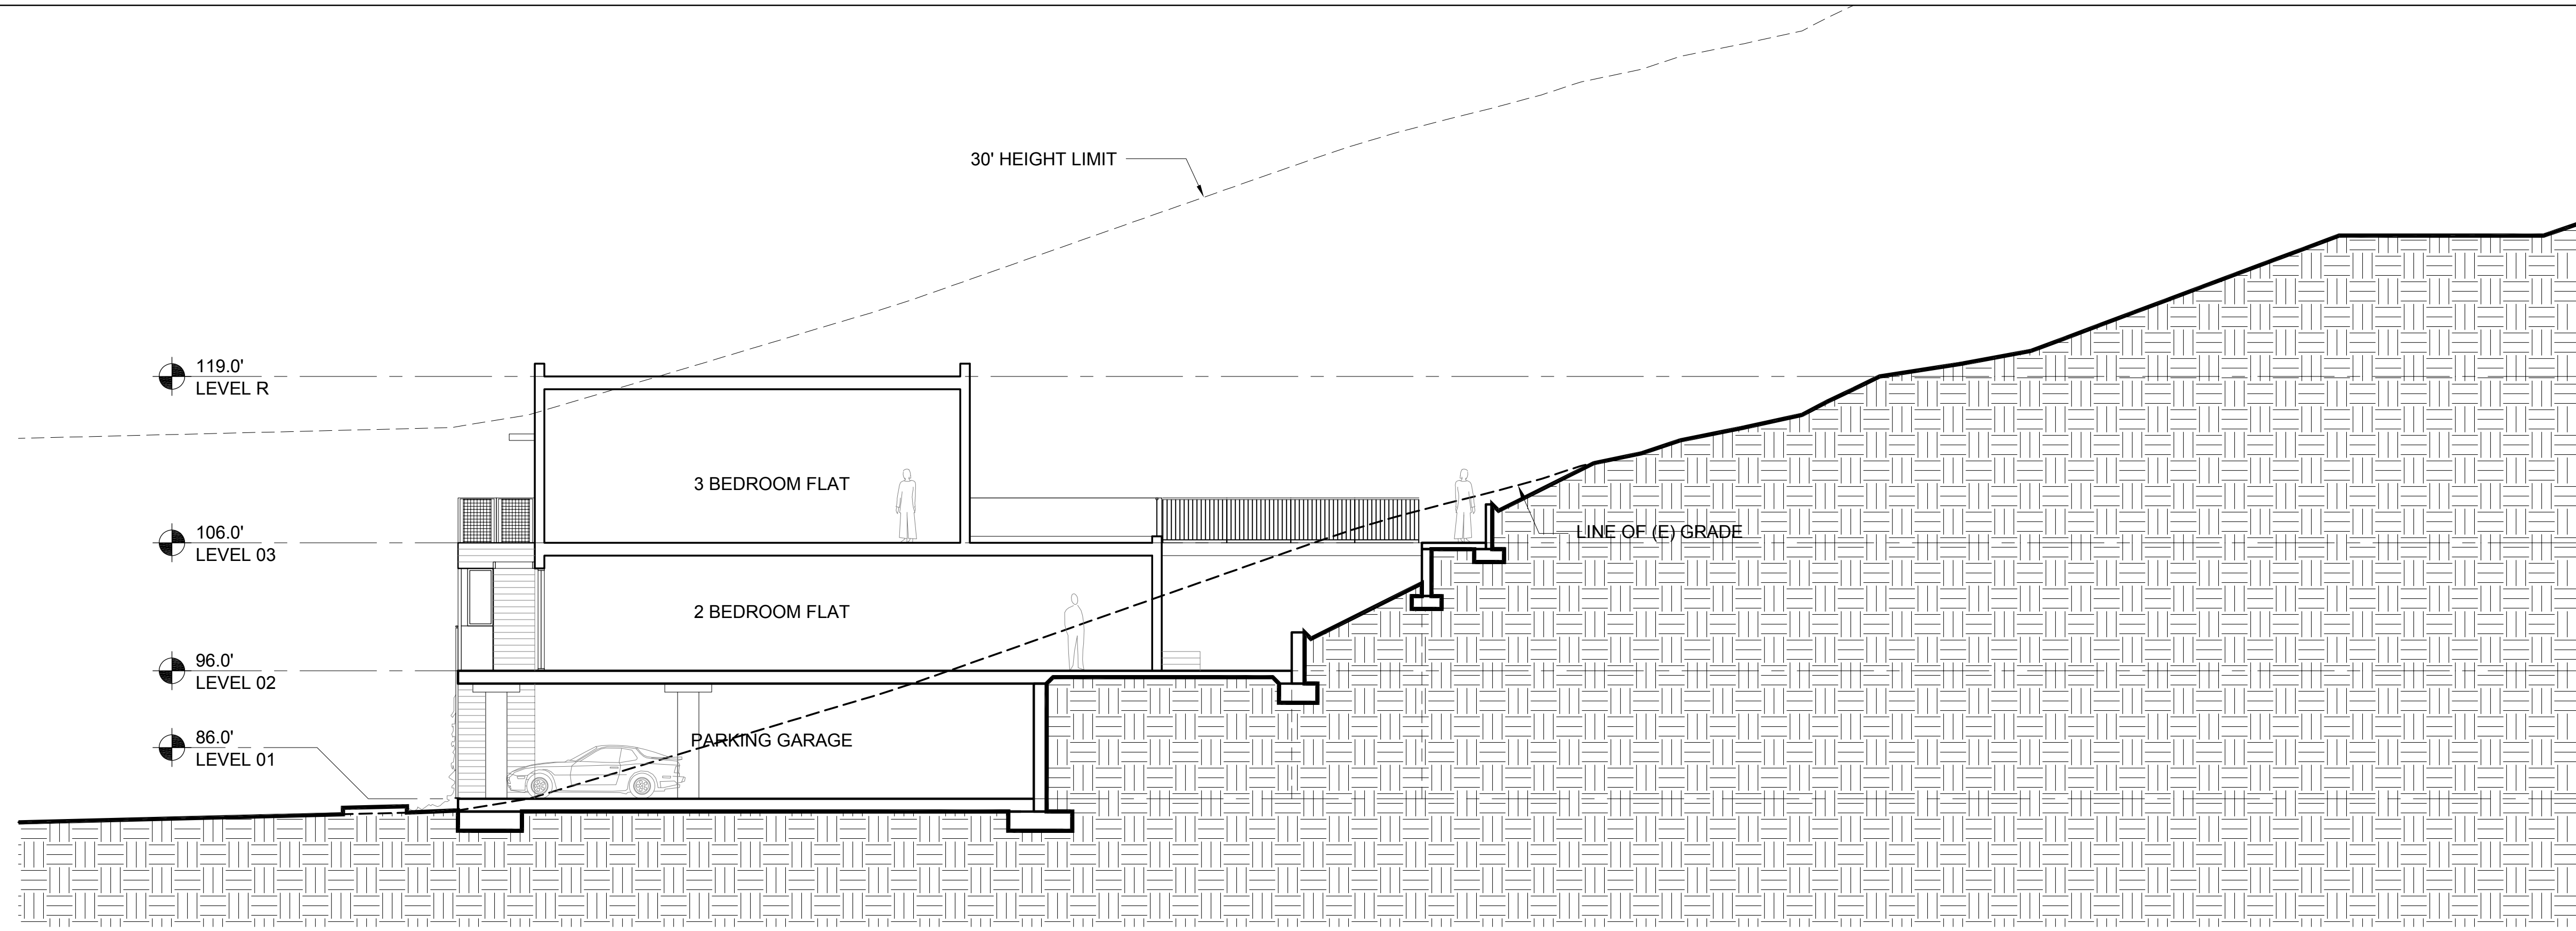 30' HEIGHT LIMIT
119.0'
LEVEL R
3 BEDROOM FLAT
106.0'
LEVEL 03
LINE OF (E) GRADE
2 BEDROOM FLAT
96.0'
LEVEL 02
86.0'
LEVEL 01
PARKING GARAGE